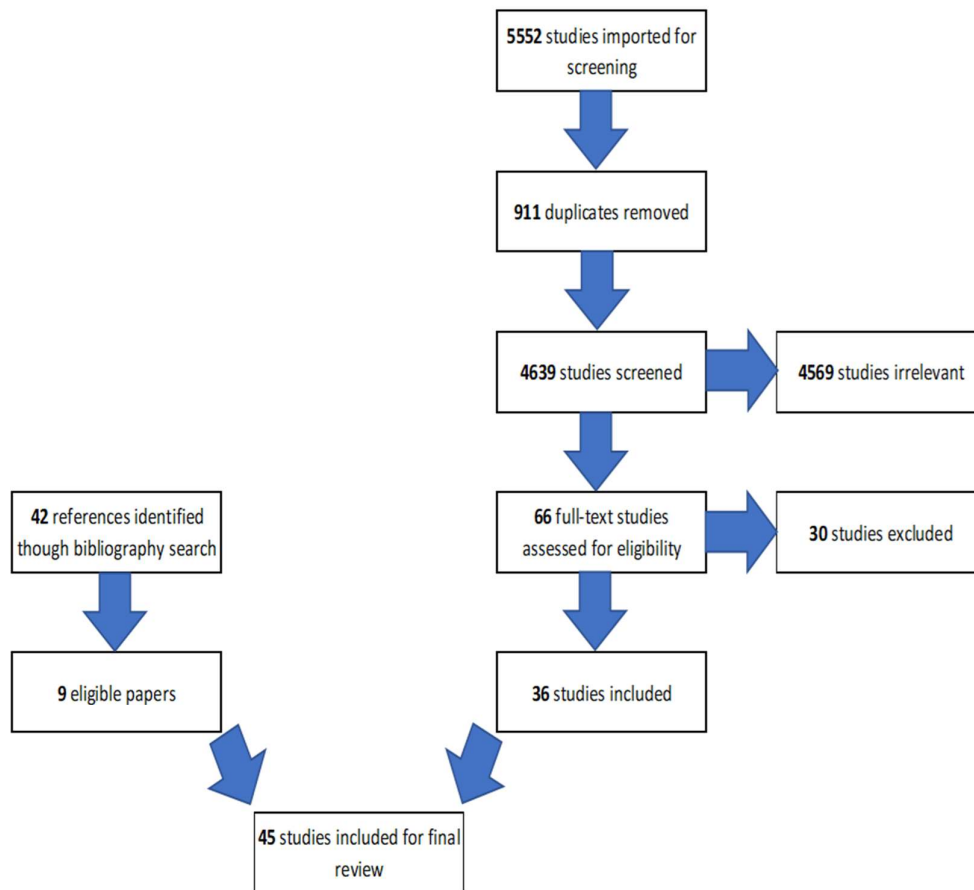 5552 studies imported for
screening
911 duplicates removed
4639 studies screened
4569 studies irrelevant
42 references identified
though bibliography search
66 full-text studies
assessed for eligibility
30 studies excluded
9 eligible papers
36 studies included
45 studies included for final
review